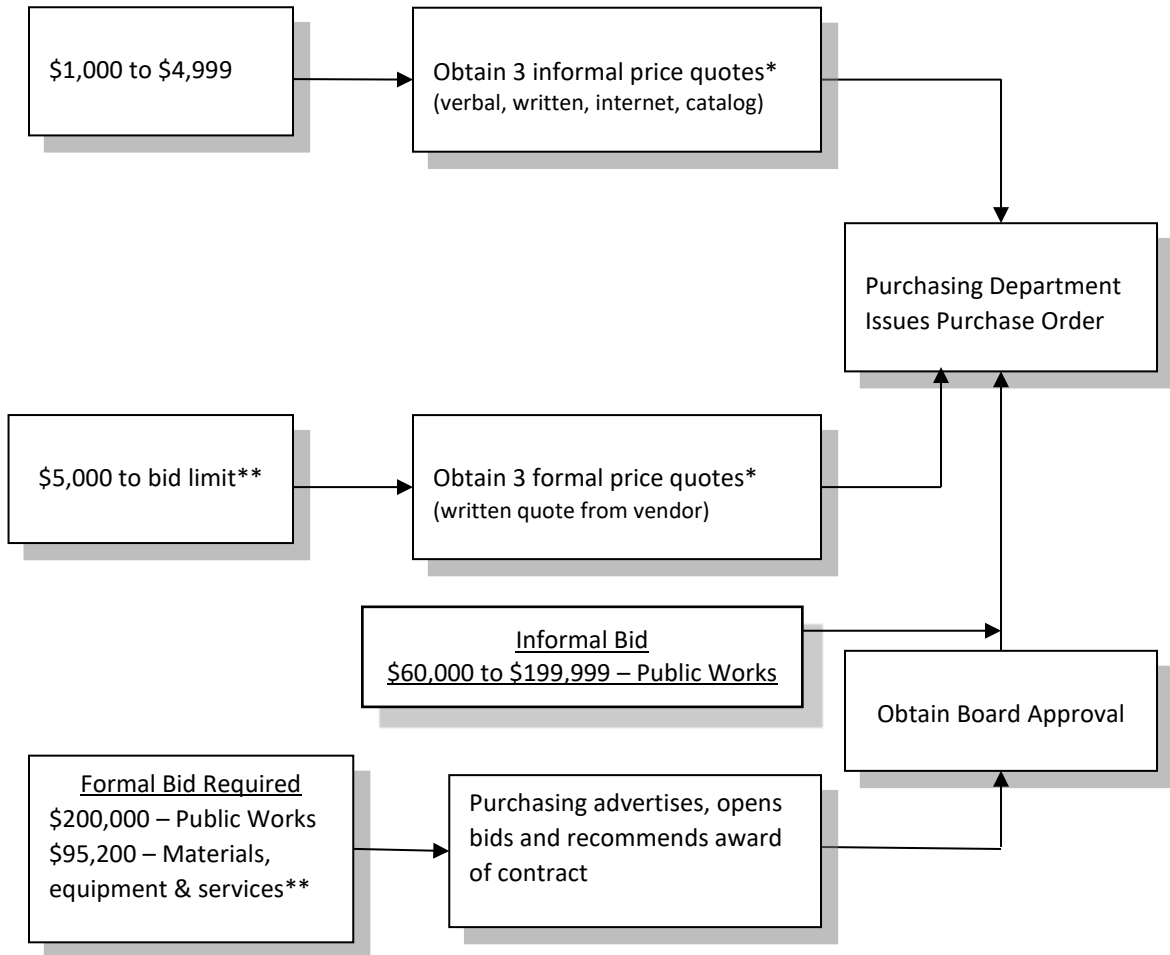 $1,000 to $4,999
Obtain 3 informal price quotes*
(verbal, written, internet, catalog)
Purchasing Department
Issues Purchase Order
$5,000 to bid limit**
Obtain 3 formal price quotes*
(written quote from vendor)
Informal Bid
$60,000 to $199,999 – Public Works
Obtain Board Approval
Formal Bid Required
$200,000 – Public Works
$95,200 – Materials,
equipment & services**
Purchasing advertises, opens
bids and recommends award
of contract